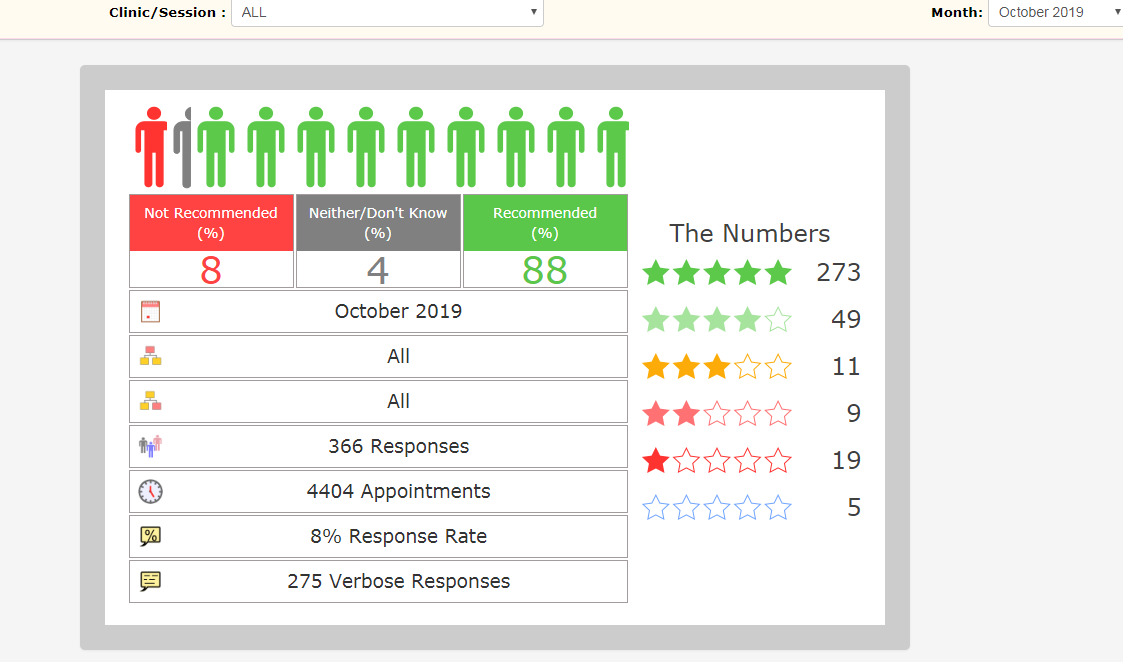 Clinic/Session : ALL Month: October 2019
Not Recommended Neither/Don't Know Recommended
(%) (%) (%)
8 4 88
October 2019
All
All
366 Responses
4404 Appointments
8% Response Rate
275 Verbose Responses
The Numbers
273
49
11
9
19
5